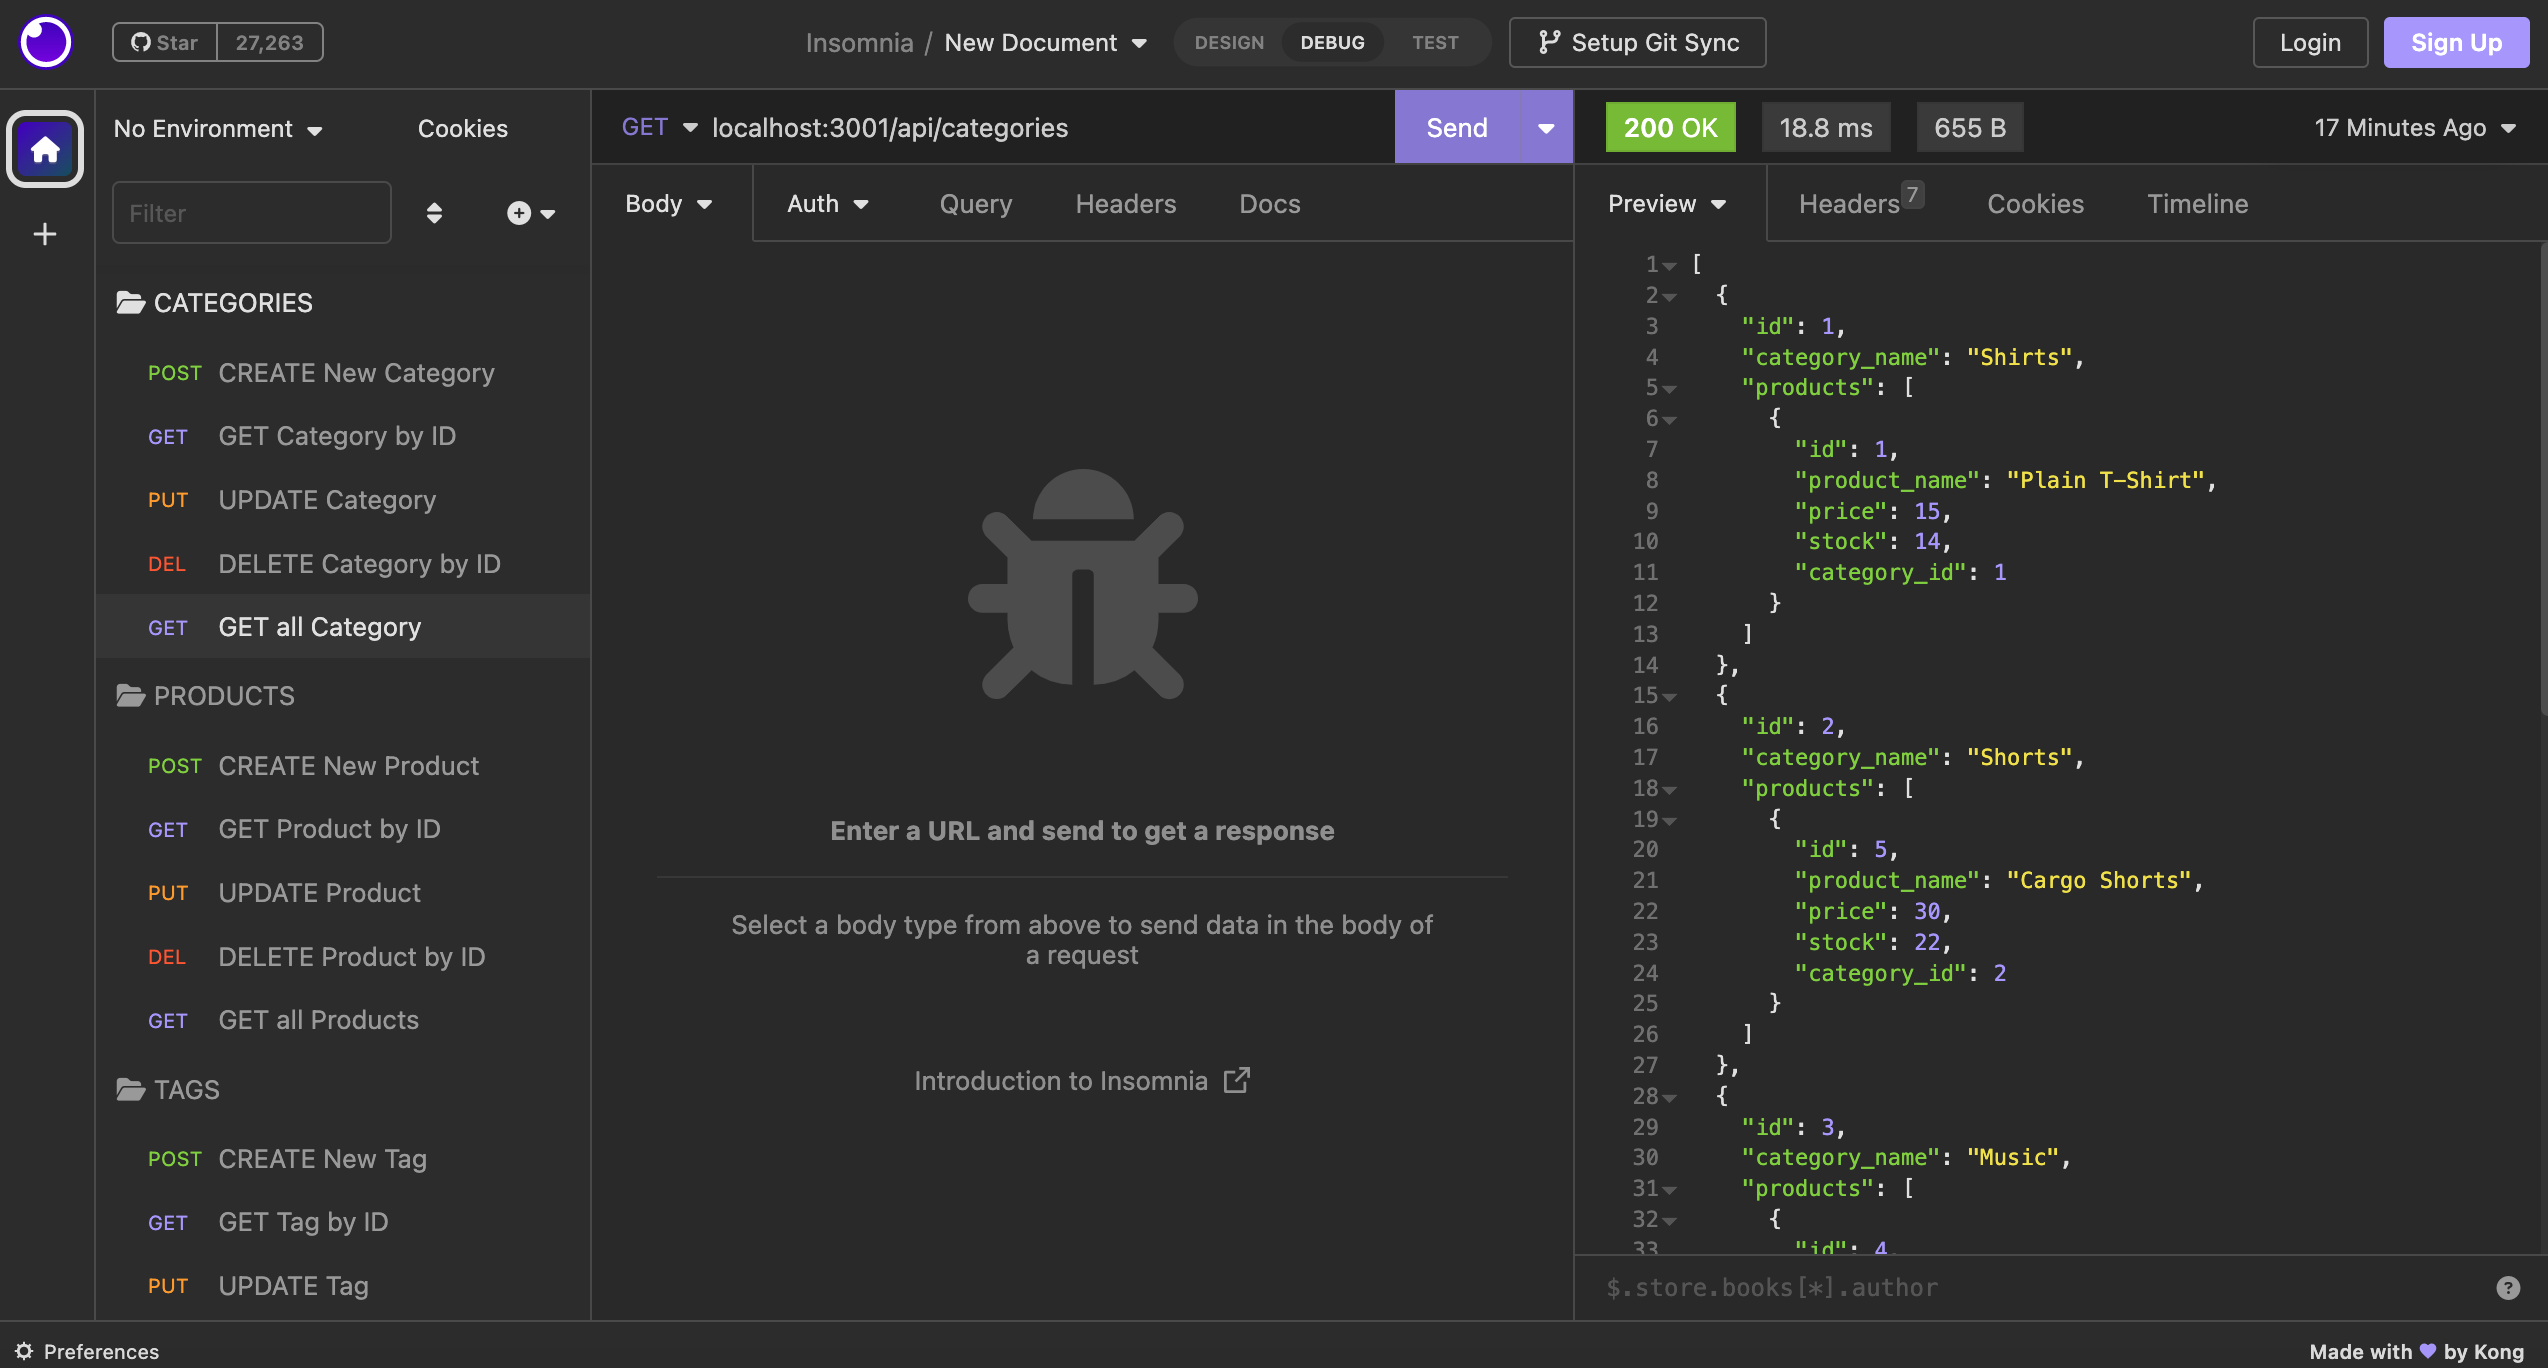 Star 27,263
Insomnia / New Document
DESIGN DEBUG TEST
Setup Git Sync
Login
Sign Up
No Environment
Cookies
Filter
CATEGORIES
POST CREATE New Category
GET GET Category by ID
PUT UPDATE Category
DEL DELETE Category by ID
GET GET all Category
PRODUCTS
POST CREATE New Product
GET GET Product by ID
PUT UPDATE Product
DEL DELETE Product by ID
GET GET all Products
TAGS
POST CREATE New Tag
GET GET Tag by ID
PUT UPDATE Tag
GET localhost:3001/api/categories
Send
Body Auth Query Headers Docs
Enter a URL and send to get a response
Select a body type from above to send data in the body of
a request
Introduction to Insomnia
200 OK 18.8 ms 655 B 17 Minutes Ago
Preview Headers 7 Cookies Timeline
1 [
2 {
3 "id": 1,
4 "category_name": "Shirts",
5 "products": [
6 {
7 "id": 1,
8 "product_name": "Plain T-Shirt",
9 "price": 15,
10 "stock": 14,
11 "category_id": 1
12 }
13 ]
14 },
15 {
16 "id": 2,
17 "category_name": "Shorts",
18 "products": [
19 {
20 "id": 5,
21 "product_name": "Cargo Shorts",
22 "price": 30,
23 "stock": 22,
24 "category_id": 2
25 }
26 ]
27 },
28 {
29 "id": 3,
30 "category_name": "Music",
31 "products": [
32 {
33 "id": 4,
$.store.books[*].author
?
Preferences
Made with 💜 by Kong